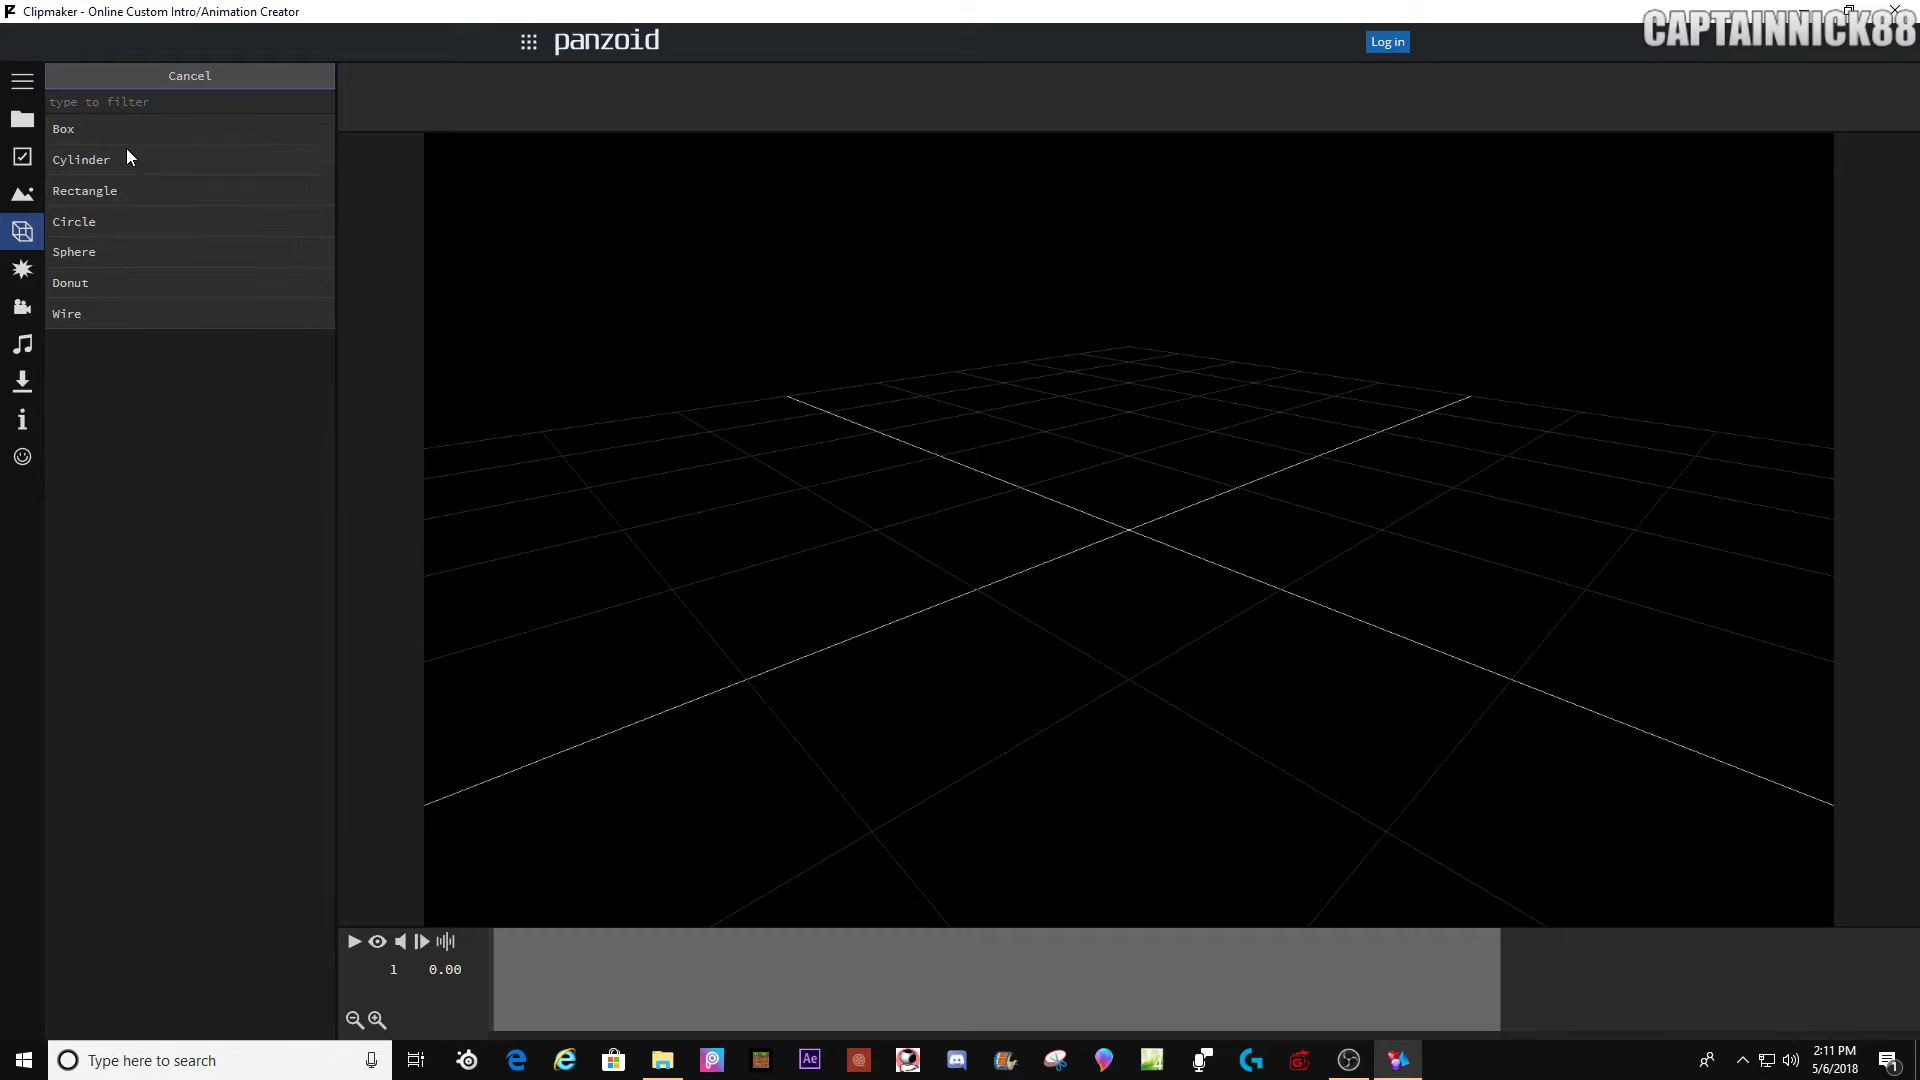 Clipmaker - Online Custom Intro/Animation Creator
panzoid
Log in
CAPTAINNICK88
Cancel
type to filter
Box
Cylinder
Rectangle
Circle
Sphere
Donut
Wire
1 0.00
Type here to search
Ae
2:11 PM
5/6/2018
1